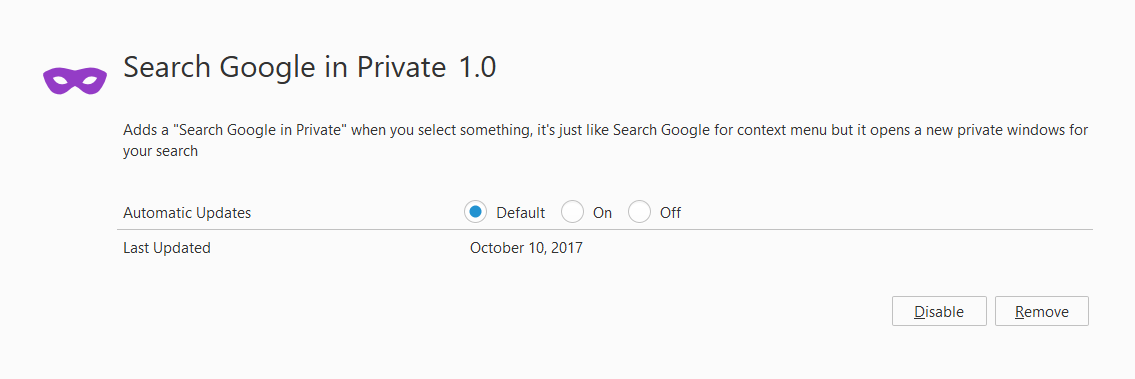 Search Google in Private 1.0
Adds a "Search Google in Private" when you select something, it's just like Search Google for context menu but it opens a new private windows for
your search
Automatic Updates Default On Off
Last Updated October 10, 2017
Disable Remove